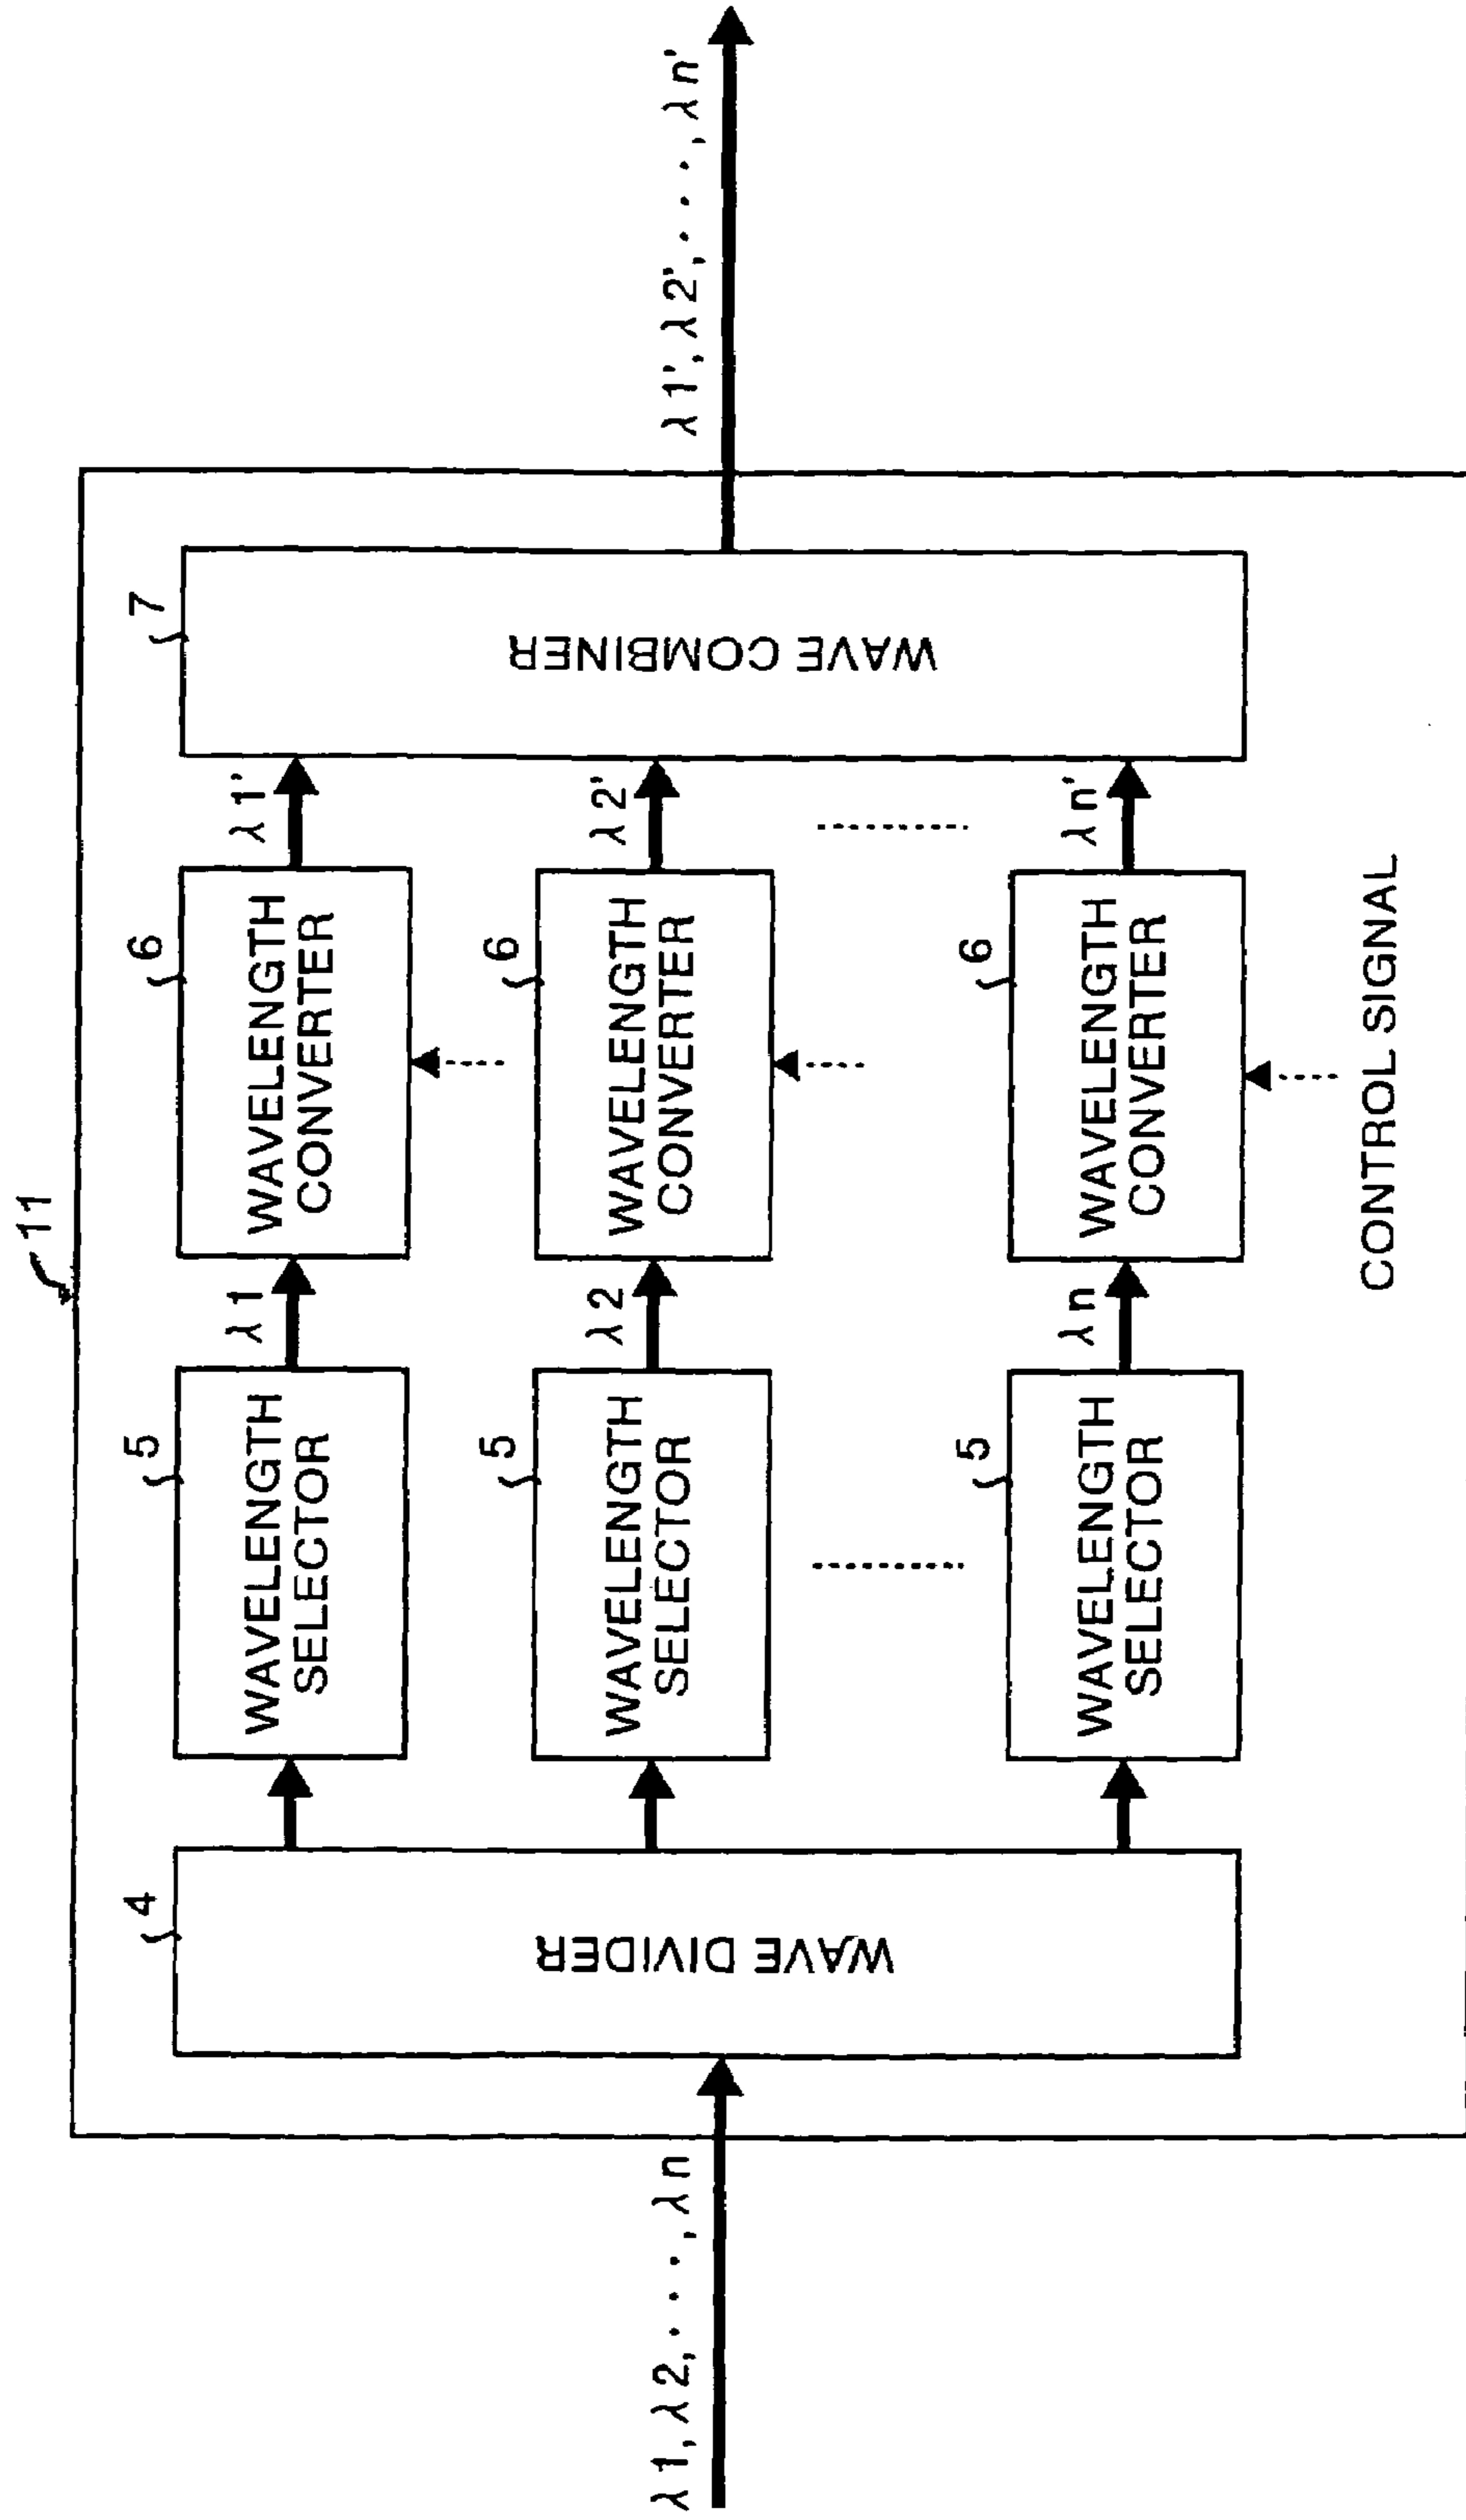 11
λ1, λ2, · · · , λn
4
WAVE DIVIDER
5
WAVELENGTH
SELECTOR
λ1
6
WAVELENGTH
CONVERTER
λ1'
5
WAVELENGTH
SELECTOR
λ2
6
WAVELENGTH
CONVERTER
λ2'
5
WAVELENGTH
SELECTOR
λn
6
WAVELENGTH
CONVERTER
λn'
CONTROL SIGNAL
7
WAVE COMBINER
λ1', λ2', · · · , λn'